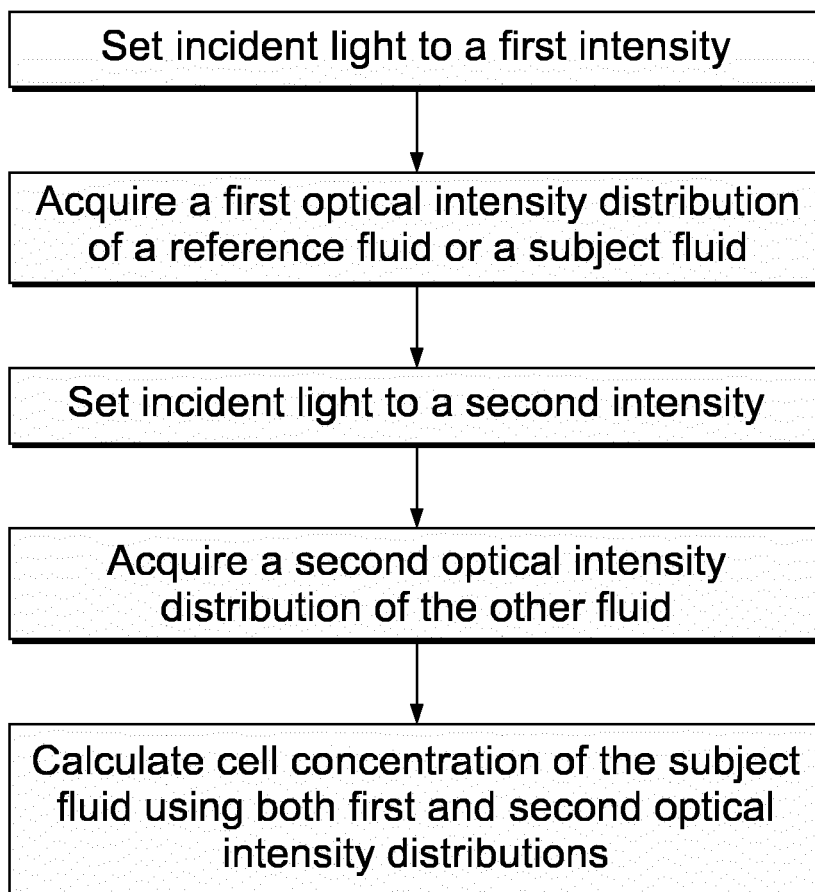 Set incident light to a first intensity
Acquire a first optical intensity distribution
of a reference fluid or a subject fluid
Set incident light to a second intensity
Acquire a second optical intensity
distribution of the other fluid
Calculate cell concentration of the subject
fluid using both first and second optical
intensity distributions